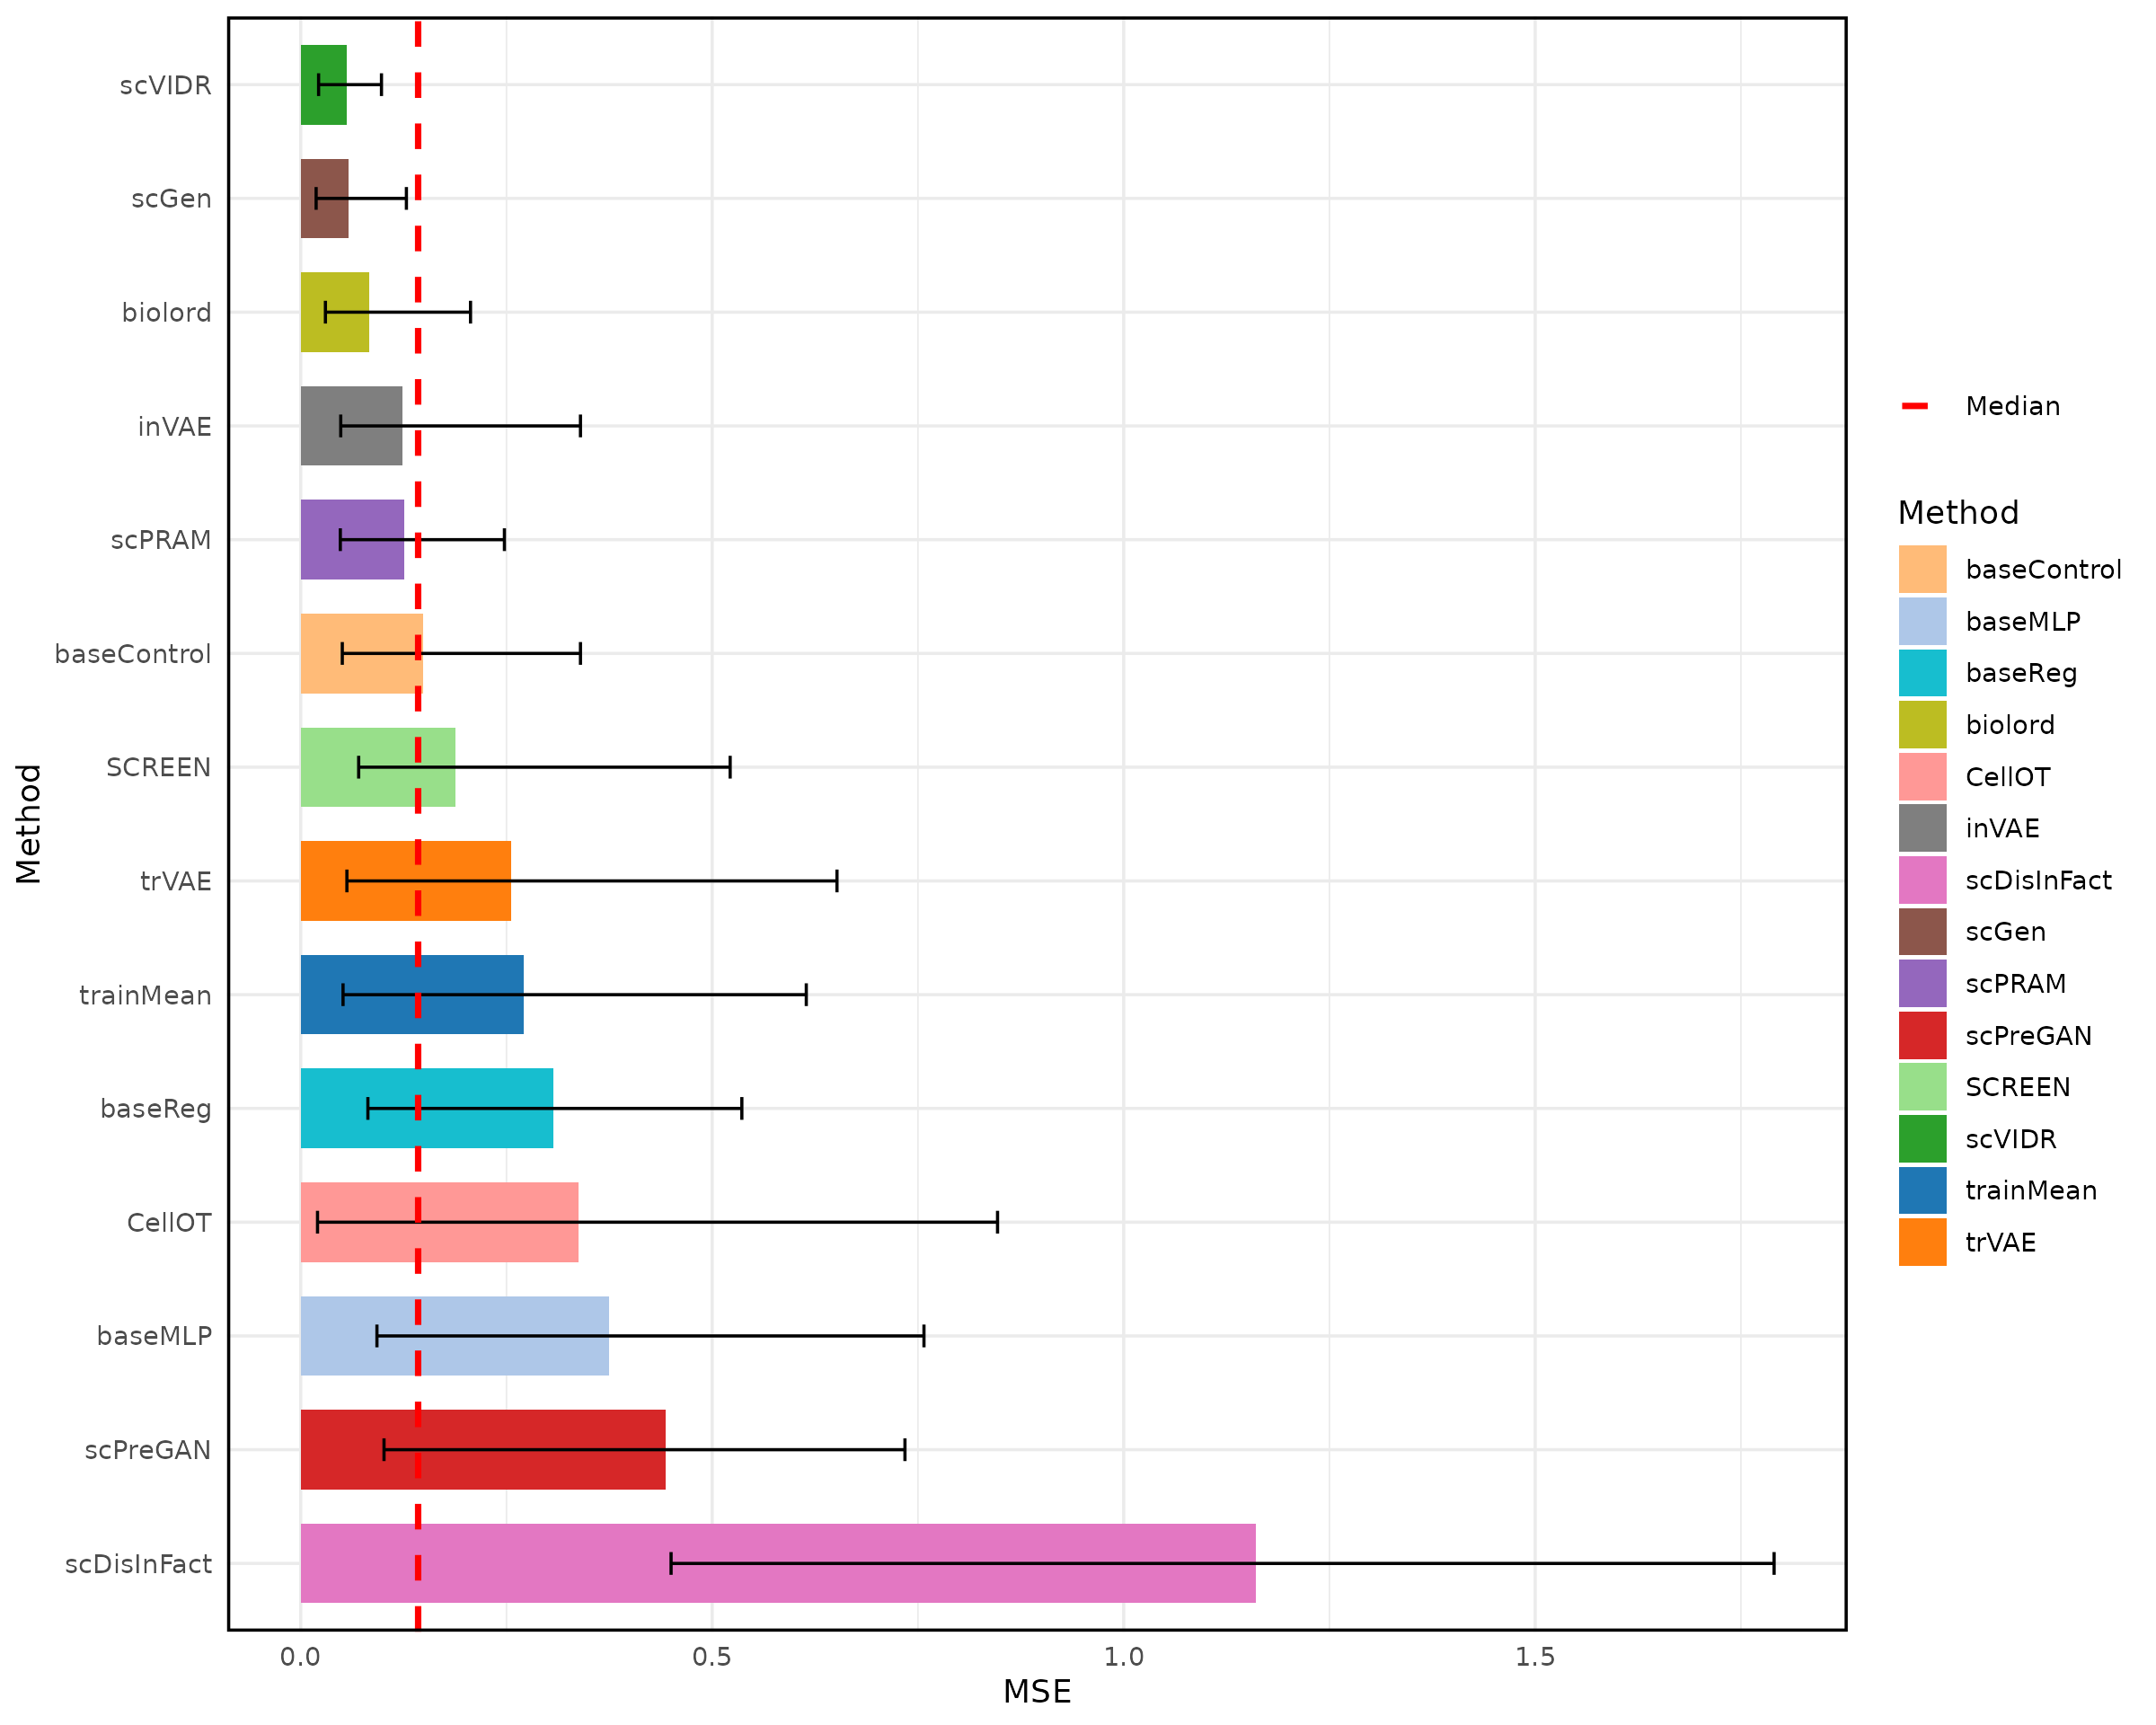 scVIDR
scGen
biolord
inVAE
scPRAM
baseControl
SCREEN
trVAE
trainMean
baseReg
CellOT
baseMLP
scPreGAN
scDisInFact
Method
0.0 0.5 1.0 1.5
MSE
Median
Method
baseControl
baseMLP
baseReg
biolord
CellOT
inVAE
scDisInFact
scGen
scPRAM
scPreGAN
SCREEN
scVIDR
trainMean
trVAE